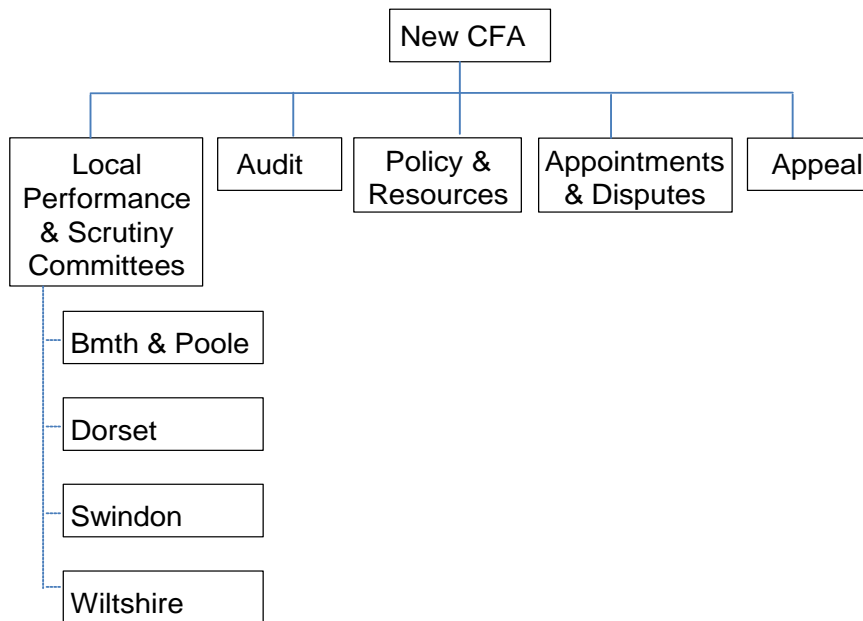 New CFA
Local
Performance
& Scrutiny
Committees
Audit
Policy &
Resources
Appointments
& Disputes
Appeal
Bmth & Poole
Dorset
Swindon
Wiltshire